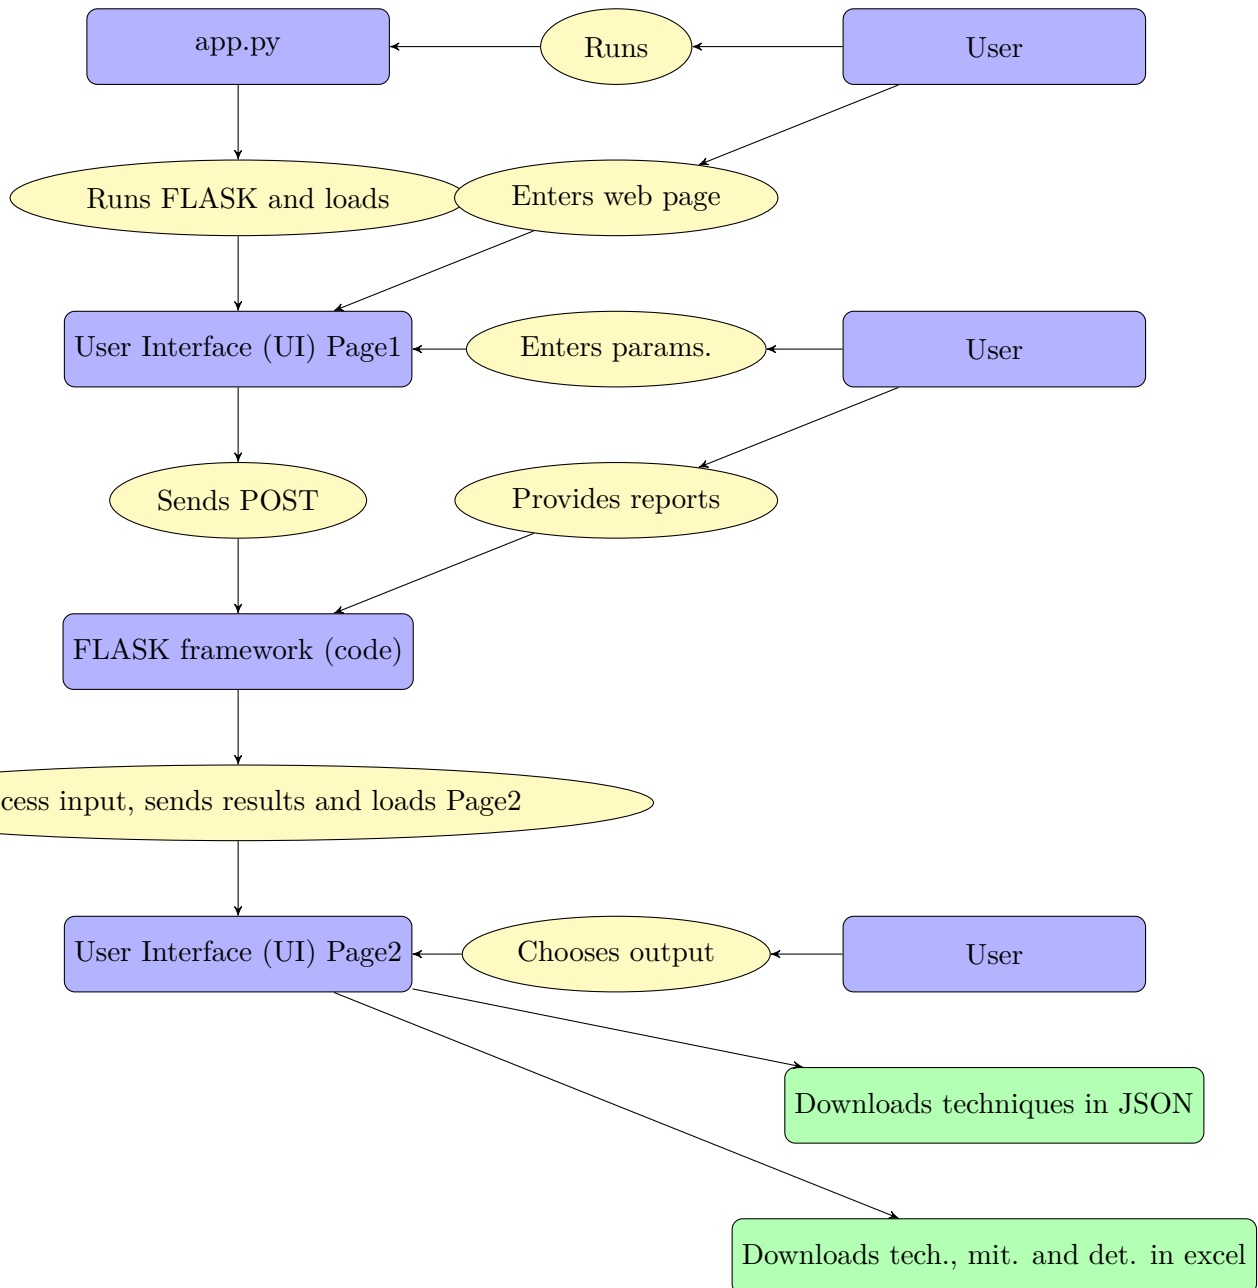 app.py
Runs
User
Runs FLASK and loads
Enters web page
User Interface (UI) Page1
Enters params.
User
Sends POST
Provides reports
FLASK framework (code)
cess input, sends results and loads Page2
User Interface (UI) Page2
Chooses output
User
Downloads techniques in JSON
Downloads tech., mit. and det. in excel